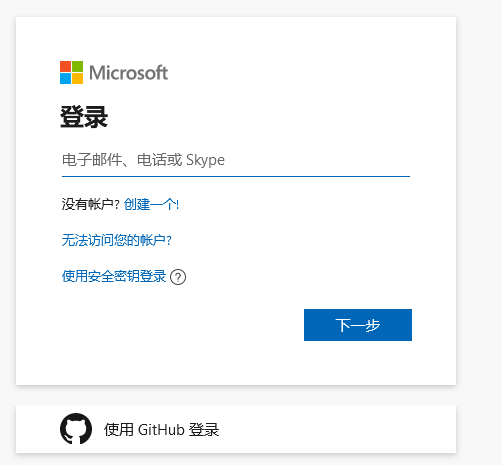 Microsoft
登录
电子邮件、电话或 Skype
没有帐户? 创建一个!
无法访问您的帐户?
使用安全密钥登录 ?
下一步
使用 GitHub 登录